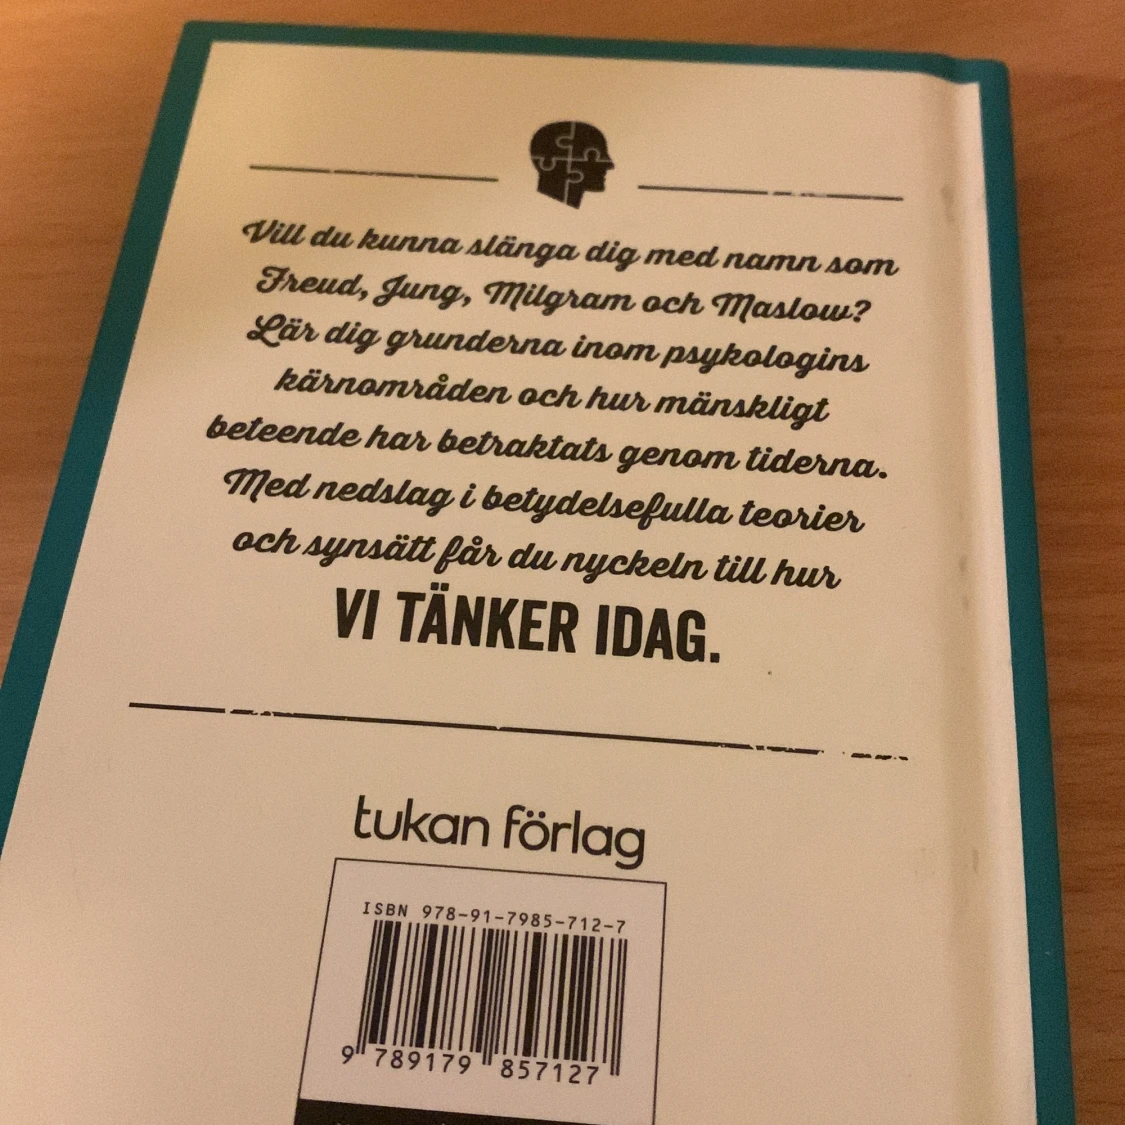 Vill du kunna slänga dig med namn som
Freud, Jung, Milgram och Maslow?
Lär dig grunderna inom psykologins
kärnområden och hur mänskligt
beteende har betraktats genom tiderna.
Med nedslag i betydelsefulla teorier
och synsätt får du nyckeln till hur
VI TÄNKER IDAG.
tukan förlag
ISBN 978-91-7985-712-7
9 789179 857127